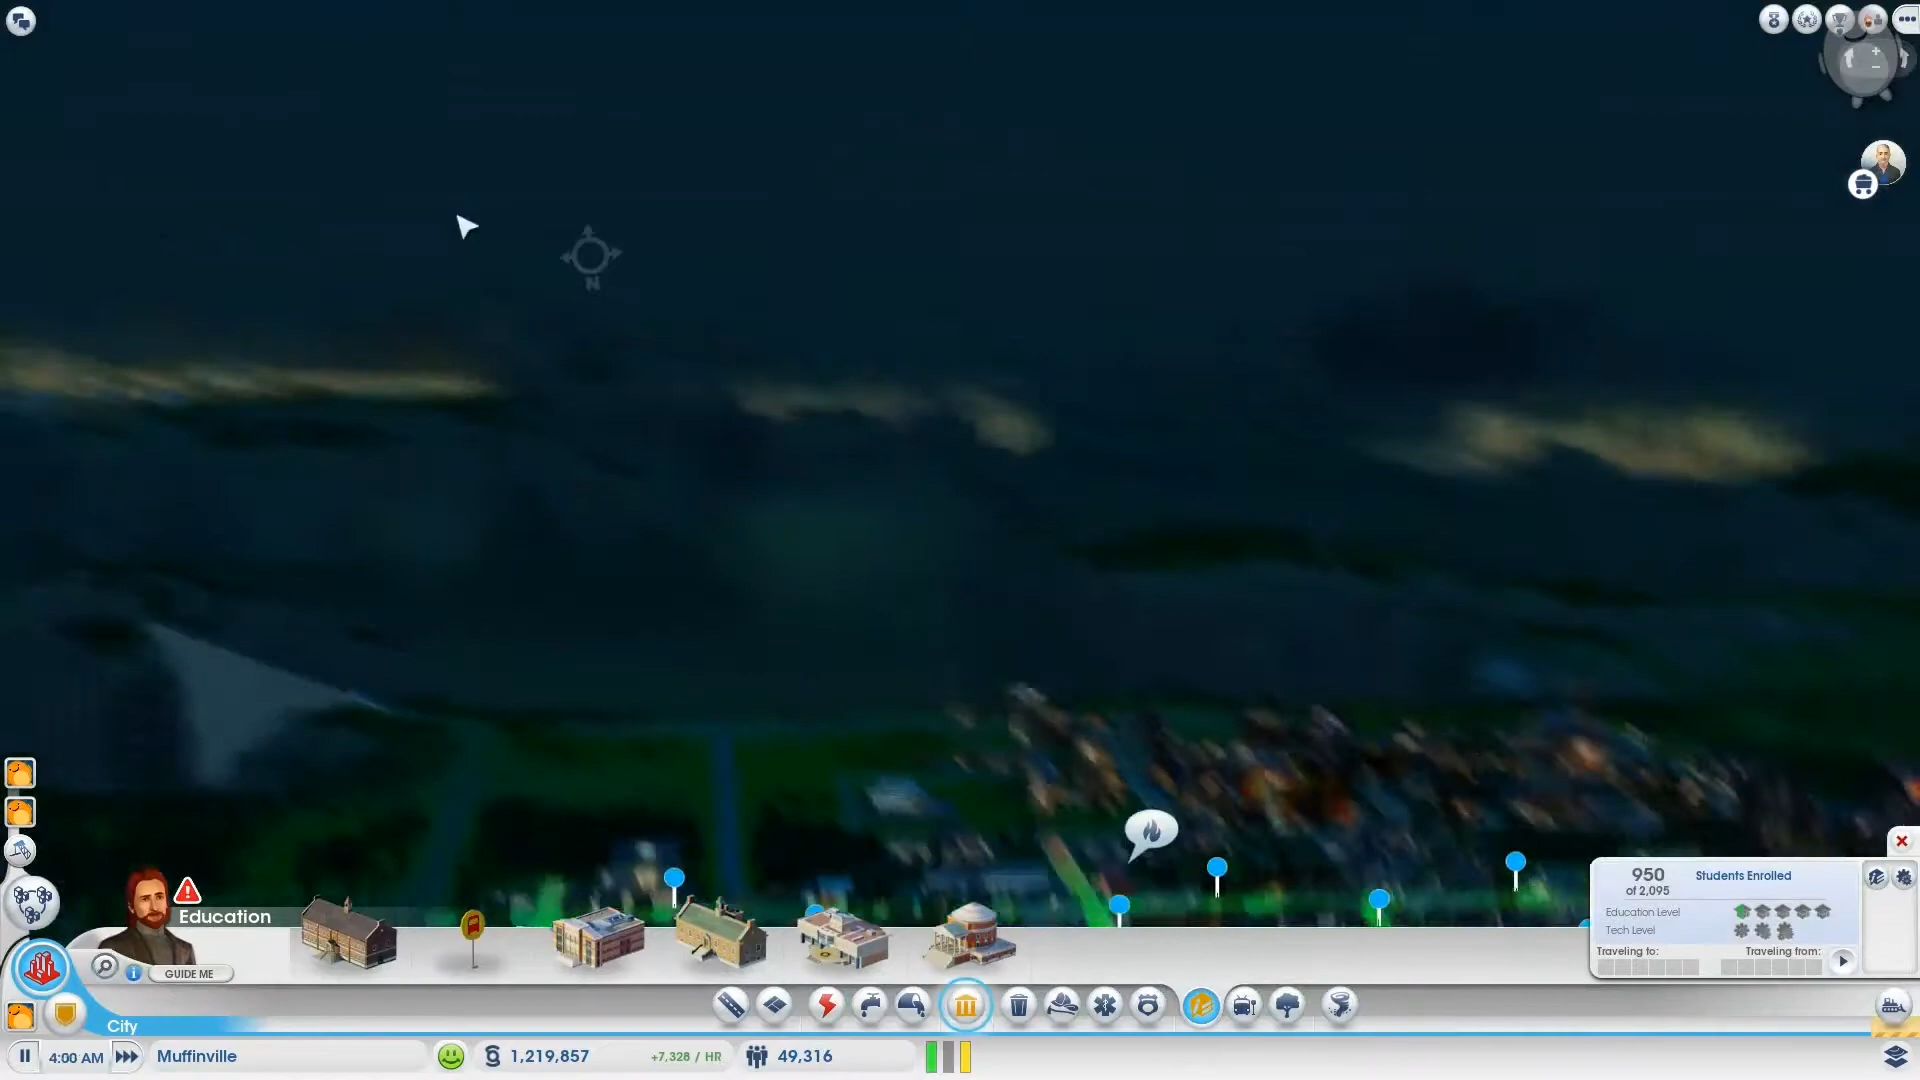 N
Education
GUIDE ME
950
of 2,095
Students Enrolled
Education Level
Tech Level
Traveling to:
Traveling from:
City
4:00 AM
Muffinville
1,219,857
+7,328 / HR
49,316